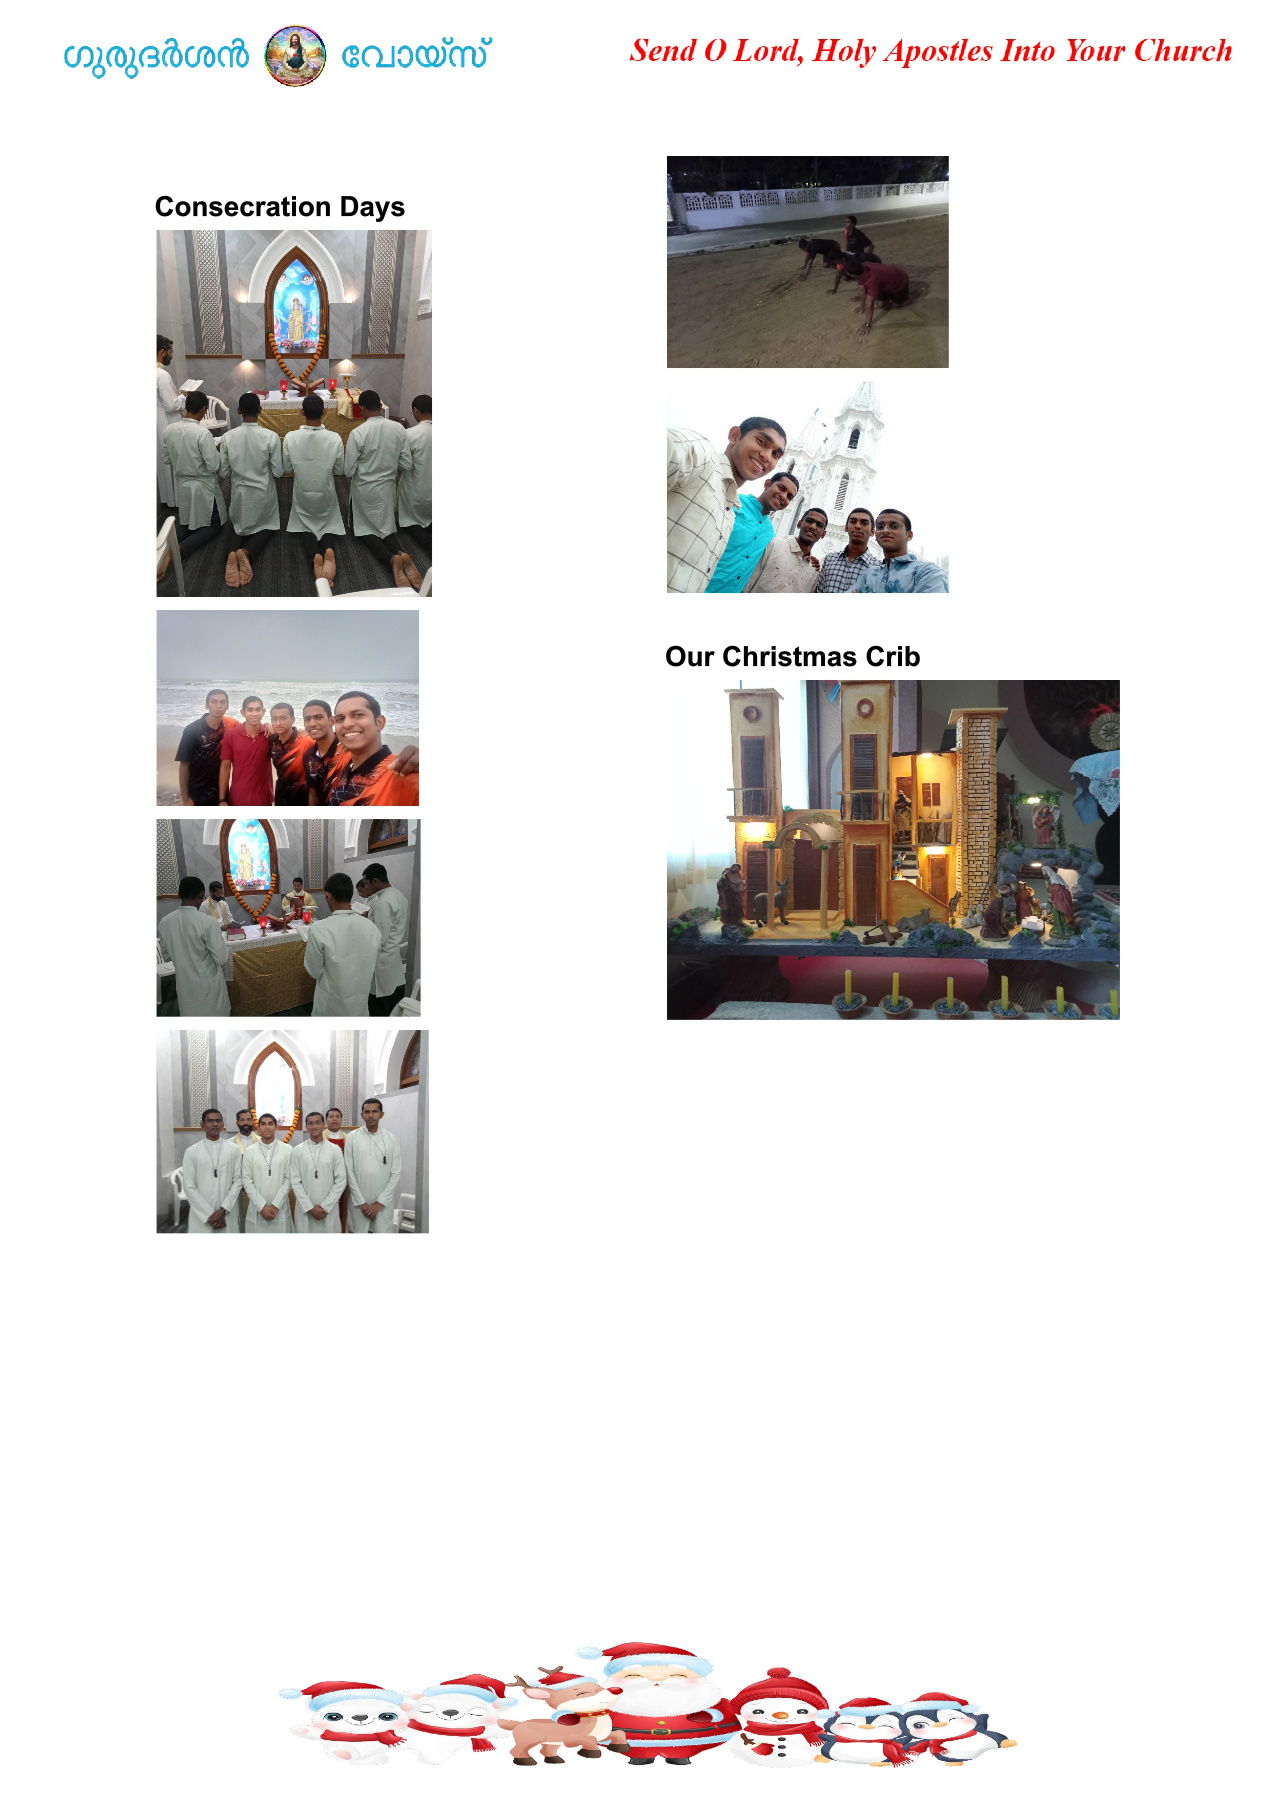 ഗുരുദർശൻ വോയ്സ്
Send O Lord, Holy Apostles Into Your Church
Consecration Days
Our Christmas Crib